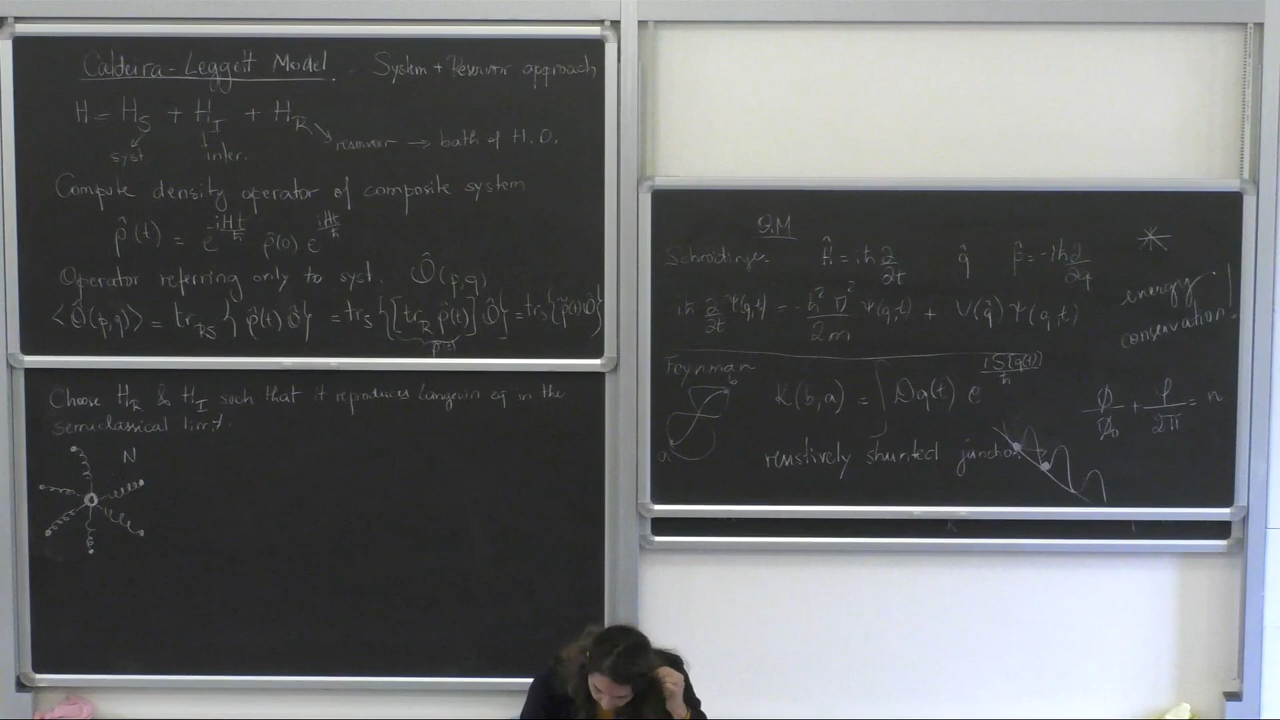 Caldeira-Leggett Model. System + Reservoir approach
H = H_S + H_I + H_R
syst inter. reservoir → bath of H.O.
Compute density operator of composite system
ρ̂(t) = e^{-iHt/ħ} ρ̂(0) e^{iHt/ħ}
Operator referring only to syst. Ô(p,q)
⟨Ô(p,q)⟩ = tr_{RS} { ρ̂(t) Ô } = tr_S { [tr_R ρ̂(t)] Ô } = tr_S { ρ̃(t) Ô }
Choose H_R & H_I such that it reproduces Langevin eq in the
semiclassical limit.
N
Q.M
Schrödinger Ĥ = iħ ∂/∂t q̂ p̂ = -iħ ∂/∂q
iħ ∂/∂t Ψ(q,t) = -ħ²∇²/2m Ψ(q,t) + V(q̂) Ψ(q,t)
energy
conservation!
Feynman
a b
K(b,a) = ∫ Dq(t) e^{iS[q(t)]/ħ}
ϕ/ϕ₀ + φ/2π = n
resistively shunted junction